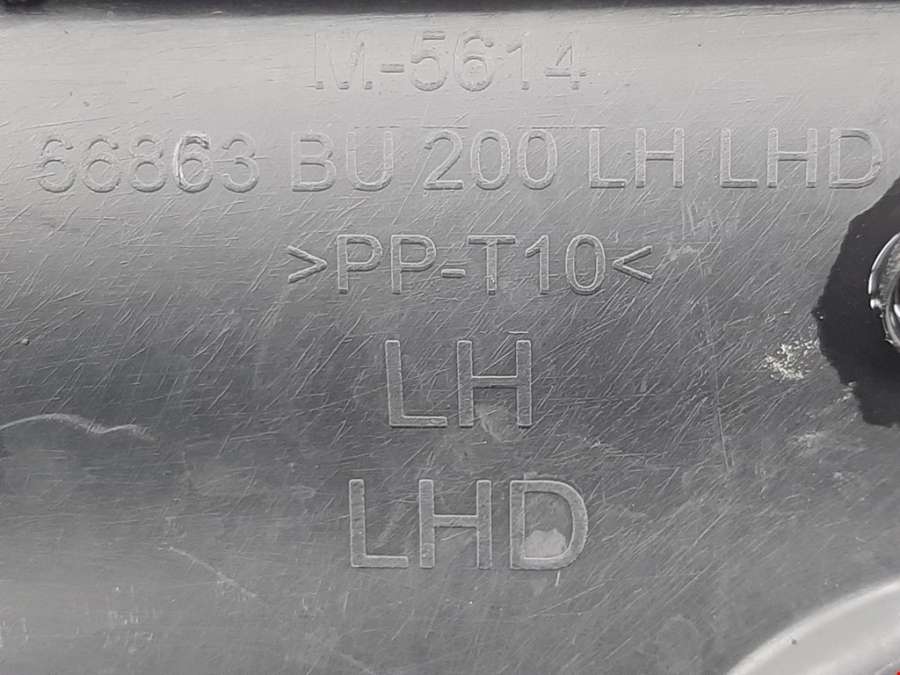 M-5614
66863 BU 200 LH LHD
>PP-T10<
LH
LHD